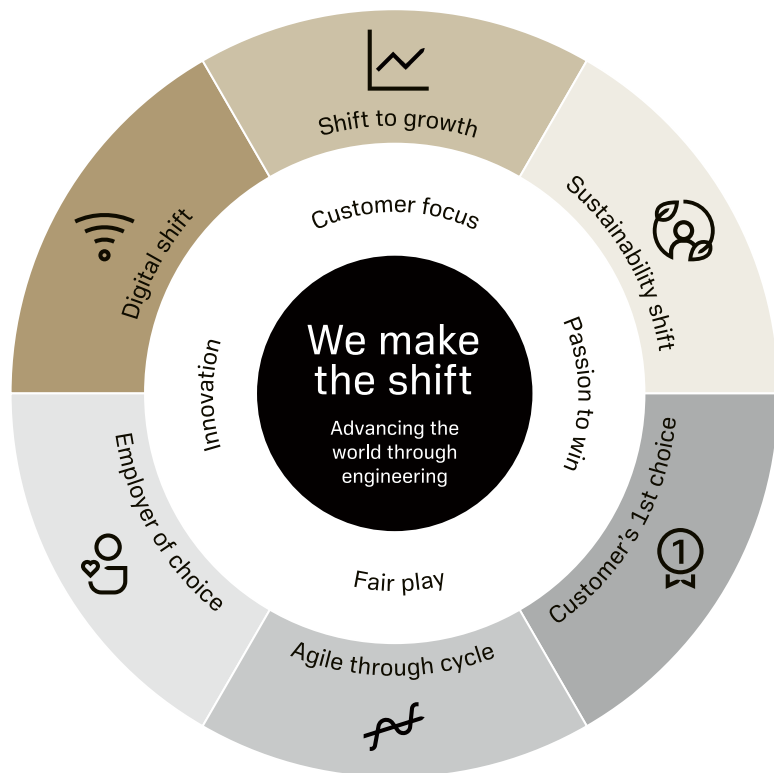 Shift to growth
Sustainability shift
Customer's 1st choice
Agile through cycle
Employer of choice
Digital shift
Customer focus
Passion to win
Fair play
Innovation
We make
the shift
Advancing the
world through
engineering
1